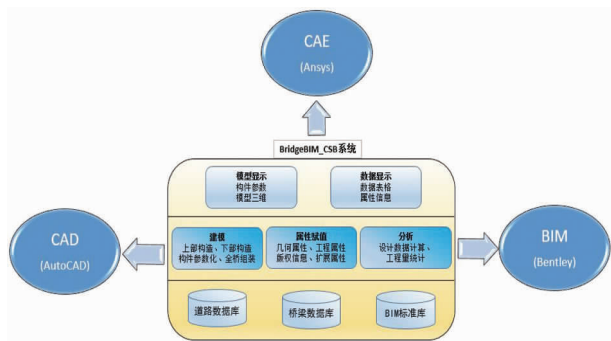 CAE
(Ansys)
BridgeBIM_CSB系统
模型显示
构件参数
模型三维
数据显示
数据表格
属性信息
建模
上部构造、下部构造
构件参数化、全桥组装
属性赋值
几何属性、工程属性
版权信息、扩展属性
分析
设计数据计算、
工程量统计
CAD
(AutoCAD)
BIM
(Bentley)
道路数据库
桥梁数据库
BIM标准库